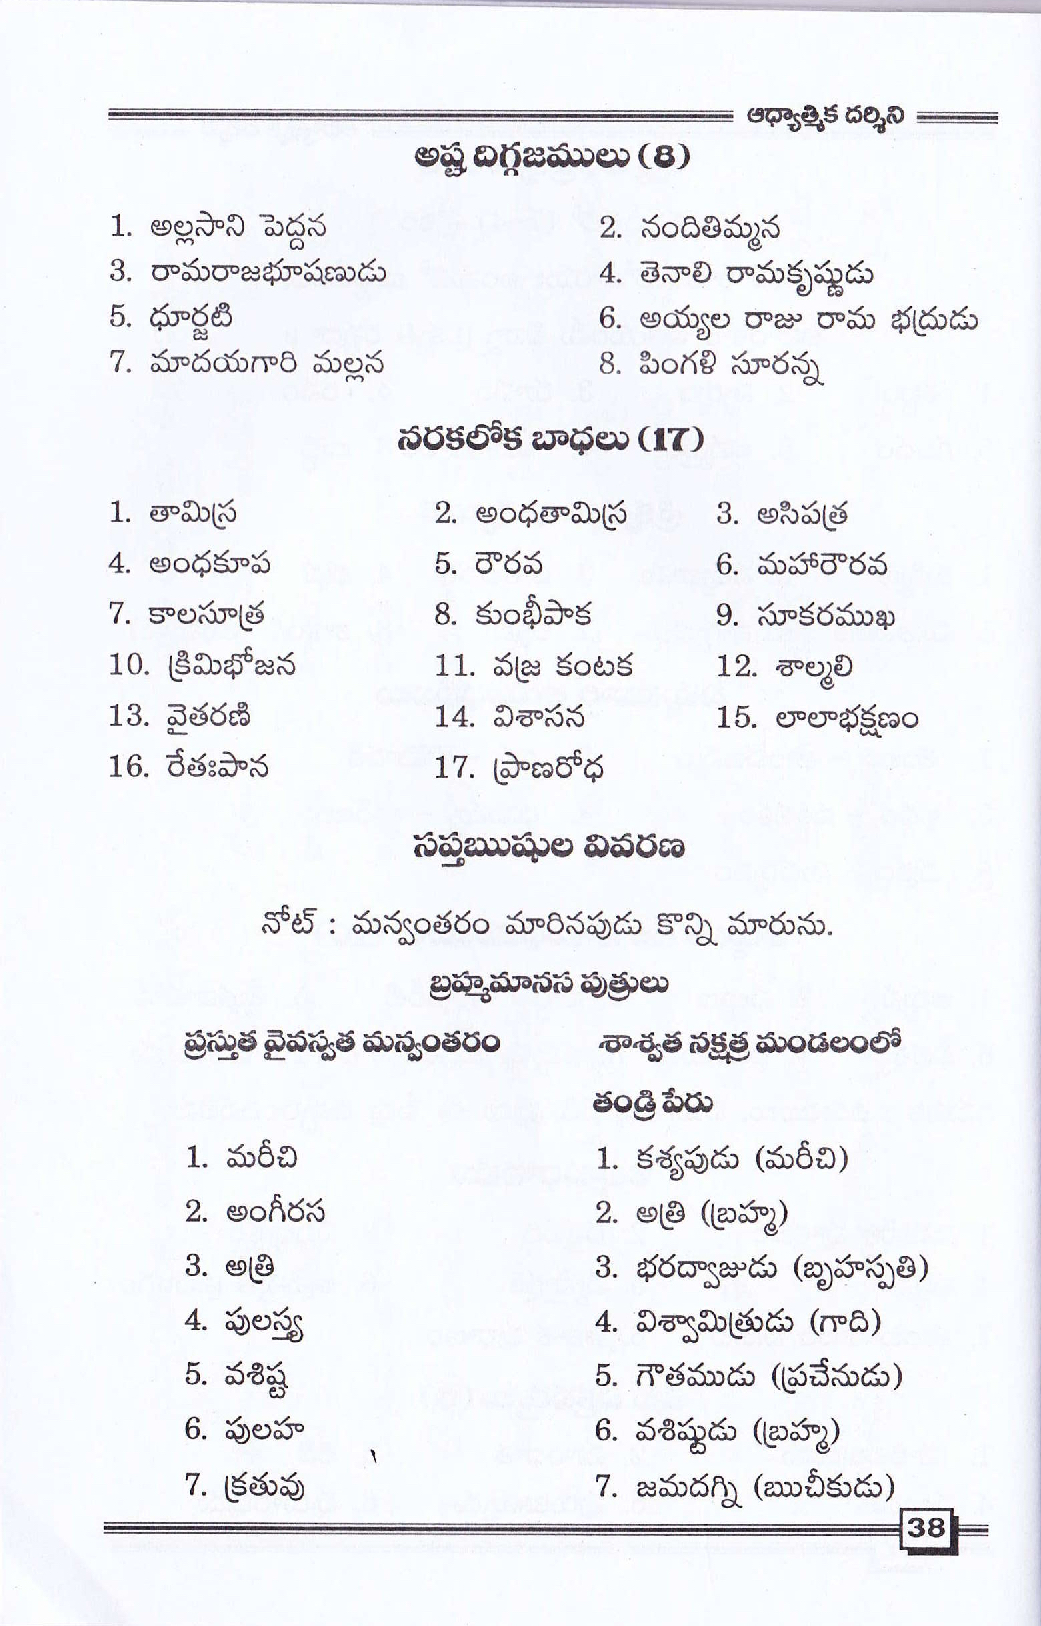 ఆధ్యాత్మిక దర్శిని
అష్ట దిగ్గజములు (8)
1. అల్లసాని పెద్దన 2. నందితిమ్మన
3. రామరాజభూషణుడు 4. తెనాలి రామకృష్ణుడు
5. ధూర్జటి 6. అయ్యల రాజు రామ భద్రుడు
7. మాదయగారి మల్లన 8. పింగళి సూరన్న
నరకలోక బాధలు (17)
1. తామిస్ర 2. అంధతామిస్ర 3. అసిపత్ర
4. అంధకూప 5. రౌరవ 6. మహారౌరవ
7. కాలసూత్ర 8. కుంభీపాక 9. సూకరముఖ
10. క్రిమిభోజన 11. వజ్ర కంటక 12. శాల్మలి
13. వైతరణి 14. విశాసన 15. లాలాభక్షణం
16. రేతఃపాన 17. ప్రాణరోధ
సప్తఋషుల వివరణ
నోట్ : మన్వంతరం మారినపుడు కొన్ని మారును.
బ్రహ్మమానస పుత్రులు
ప్రస్తుత వైవస్వత మన్వంతరం శాశ్వత నక్షత్ర మండలంలో
తండ్రి పేరు
1. మరీచి 1. కశ్యపుడు (మరీచి)
2. అంగీరస 2. అత్రి (బ్రహ్మ)
3. అత్రి 3. భరద్వాజుడు (బృహస్పతి)
4. పులస్త్య 4. విశ్వామిత్రుడు (గాది)
5. వశిష్ట 5. గౌతముడు (ప్రచేనుడు)
6. పులహ 6. వశిష్టుడు (బ్రహ్మ)
7. క్రతువు 7. జమదగ్ని (ఋచీకుడు)
38